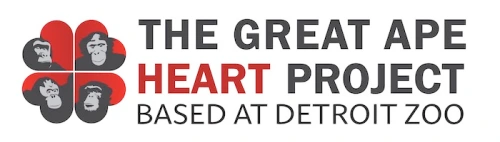 THE GREAT APE
HEART PROJECT
BASED AT DETROIT ZOO